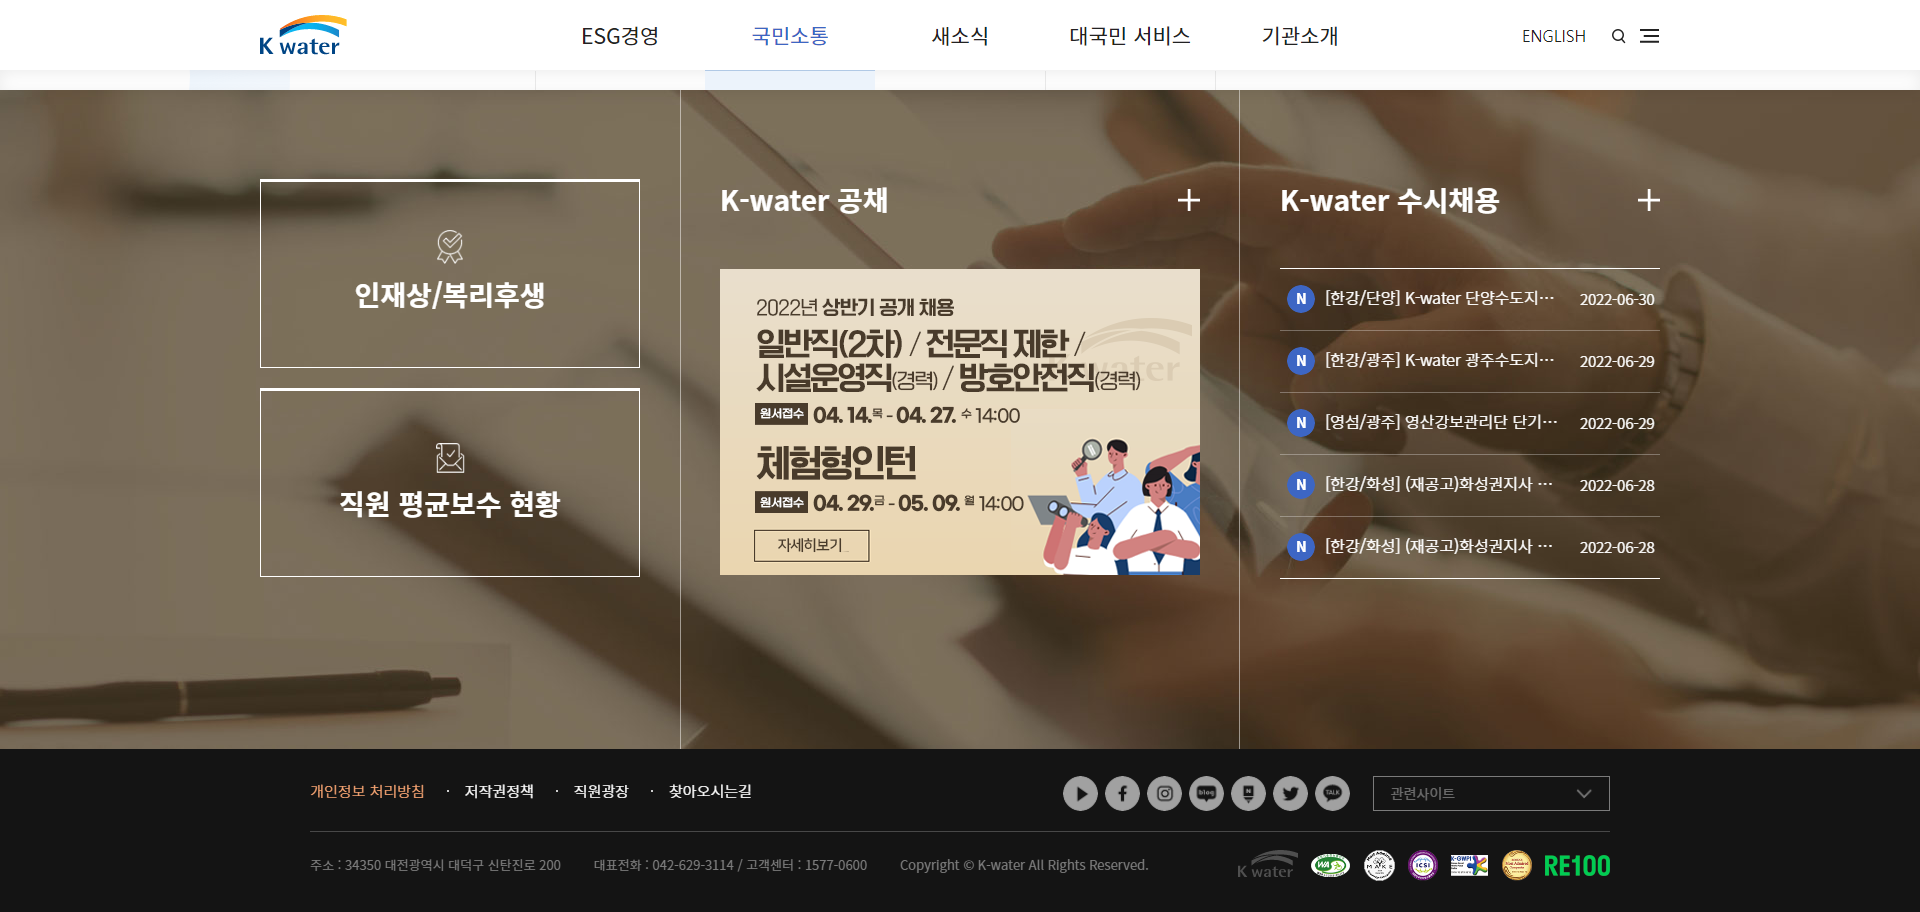 K water
ESG경영
국민소통
새소식
대국민 서비스
기관소개
ENGLISH
인재상/복리후생
직원 평균보수 현황
K-water 공채
2022년 상반기 공개 채용
일반직(2차) / 전문직 제한 /
시설운영직(경력) / 방호안전직(경력)
원서접수 04. 14.목 - 04. 27. 수 14:00
체험형인턴
원서접수 04. 29.금 - 05. 09. 월 14:00
자세히보기
K water
K-water 수시채용
N [한강/단양] K-water 단양수도지… 2022-06-30
N [한강/광주] K-water 광주수도지… 2022-06-29
N [영섬/광주] 영산강보관리단 단기… 2022-06-29
N [한강/화성] (재공고)화성권지사 … 2022-06-28
N [한강/화성] (재공고)화성권지사 … 2022-06-28
개인정보 처리방침 · 저작권정책 · 직원광장 · 찾아오시는길
blog
N
TALK
관련사이트
주소 : 34350 대전광역시 대덕구 신탄진로 200
대표전화 : 042-629-3114 / 고객센터 : 1577-0600
Copyright © K-water All Rights Reserved.
K water
WA
MAKE
ICSI
K-GWPI
RE100